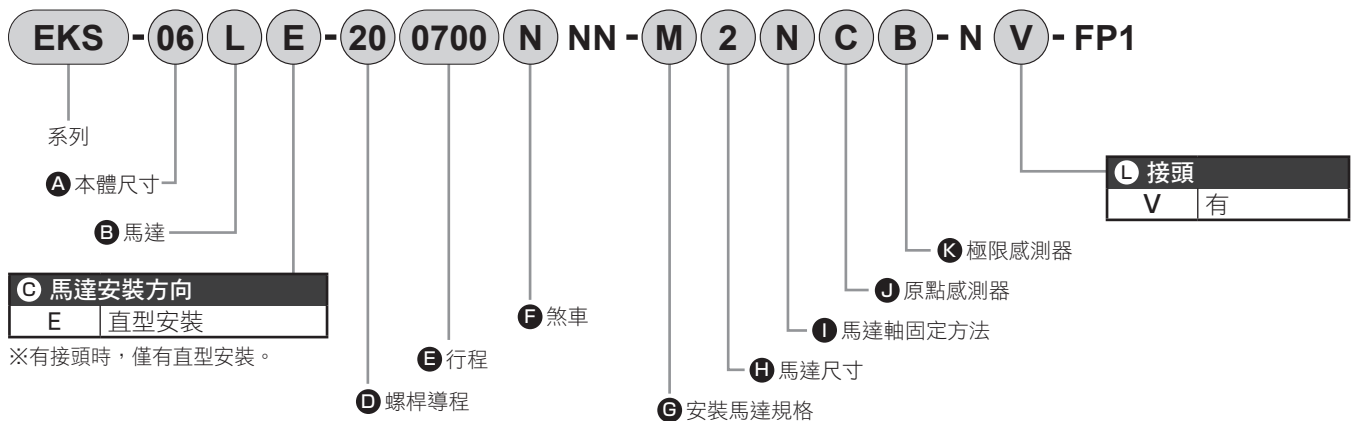 EKS - 06 L E - 20 0700 N NN - M 2 N C B - N V - FP1
系列
A 本體尺寸
B 馬達
C 馬達安裝方向
E 直型安裝
※有接頭時，僅有直型安裝。
D 螺桿導程
E 行程
F 煞車
G 安裝馬達規格
H 馬達尺寸
I 馬達軸固定方法
J 原點感測器
K 極限感測器
L 接頭
V 有